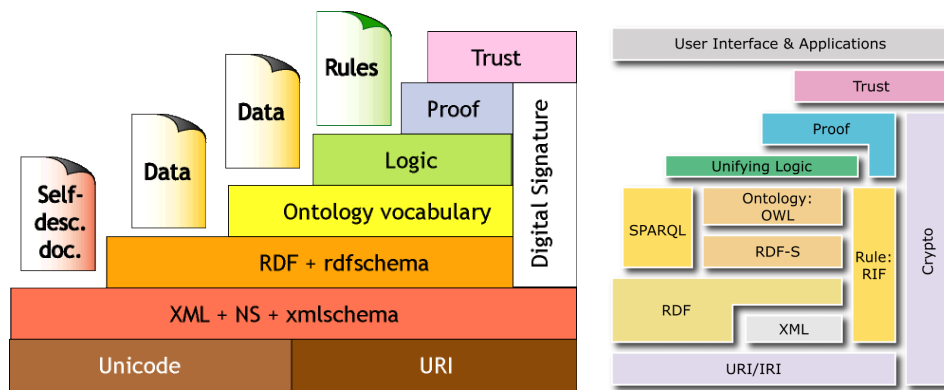 Trust
Rules
Proof
Data
Logic
Data
Ontology vocabulary
Self-
desc.
doc.
RDF + rdfschema
Digital Signature
XML + NS + xmlschema
Unicode
URI
User Interface & Applications
Trust
Proof
Unifying Logic
SPARQL
Ontology:
OWL
RDF-S
Rule:
RIF
Crypto
RDF
XML
URI/IRI